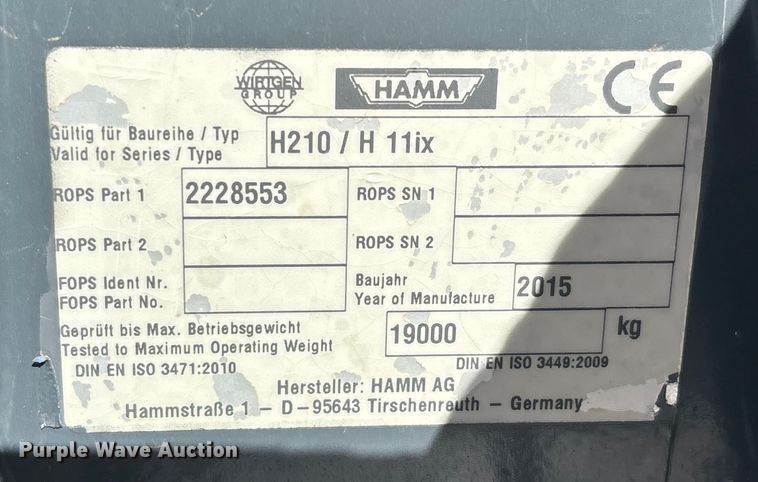 WIRTGEN
GROUP
HAMM
CE
Gültig für Baureihe / Typ
Valid for Series / Type
H210 / H 11ix
ROPS Part 1
2228553
ROPS SN 1
ROPS Part 2
ROPS SN 2
FOPS Ident Nr.
FOPS Part No.
Baujahr
Year of Manufacture
2015
Geprüft bis Max. Betriebsgewicht
Tested to Maximum Operating Weight
19000
kg
DIN EN ISO 3471:2010
DIN EN ISO 3449:2009
Hersteller: HAMM AG
Hammstraße 1 – D–95643 Tirschenreuth – Germany
Purple Wave Auction